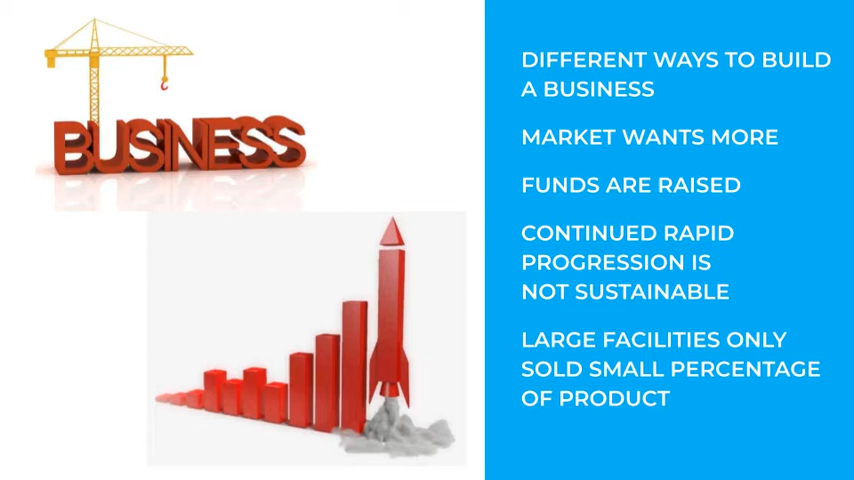 BUSINESS
DIFFERENT WAYS TO BUILD
A BUSINESS
MARKET WANTS MORE
FUNDS ARE RAISED
CONTINUED RAPID
PROGRESSION IS
NOT SUSTAINABLE
LARGE FACILITIES ONLY
SOLD SMALL PERCENTAGE
OF PRODUCT